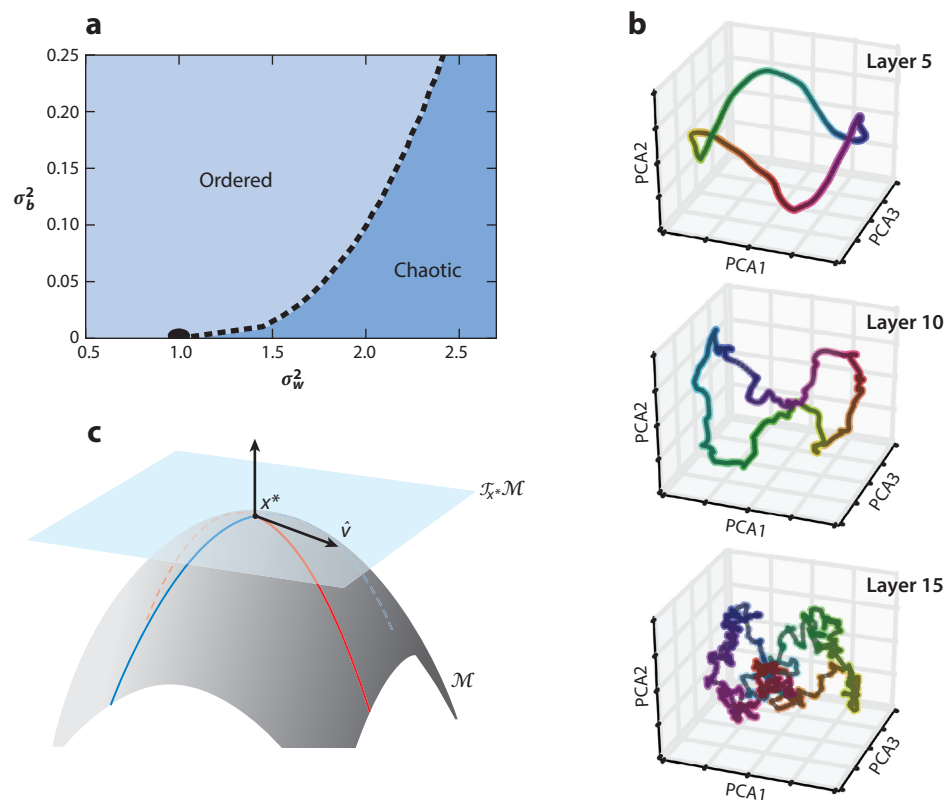 a
0.25
0.20
0.15
0.10
0.05
0
σ_b^2
Ordered
Chaotic
0.5 1.0 1.5 2.0 2.5
σ_w^2
b
Layer 5
PCA2
PCA1
PCA3
Layer 10
PCA2
PCA1
PCA3
Layer 15
PCA2
PCA1
PCA3
c
x*
𝒯_x*ℳ
v̂
ℳ